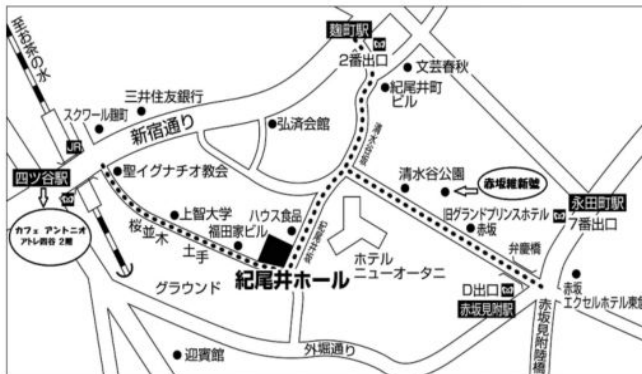 至お茶の水
麹町駅
2番出口
文芸春秋
紀尾井町
ビル
三井住友銀行
スクワール麹町
新宿通り
弘済会館
清水谷坂
JR
四ツ谷駅
聖イグナチオ教会
清水谷公園
赤坂維新號
永田町駅
7番出口
カフェ アントニオ
アトレ四谷 2階
上智大学
ハウス食品
福田家ビル
桜並木
土手
紀尾井坂
旧グランドプリンスホテル
赤坂
弁慶橋
ホテル
ニューオータニ
紀尾井ホール
グラウンド
D出口
赤坂見附駅
赤坂
エクセルホテル東急
赤坂見附陸橋
外堀通り
迎賓館